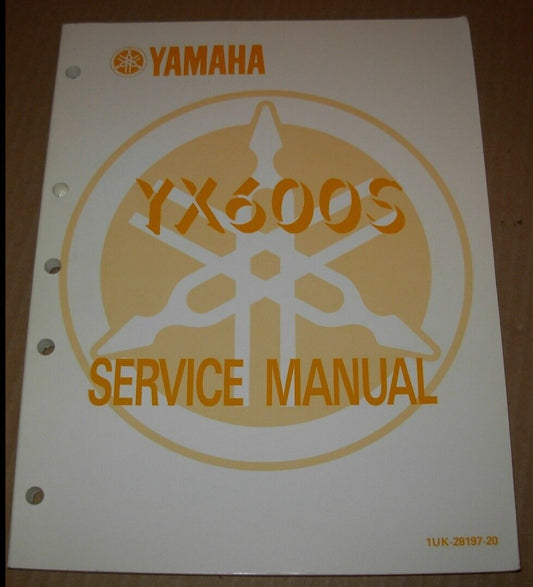 YAMAHA
YX600S
SERVICE MANUAL
1UK-28197-20